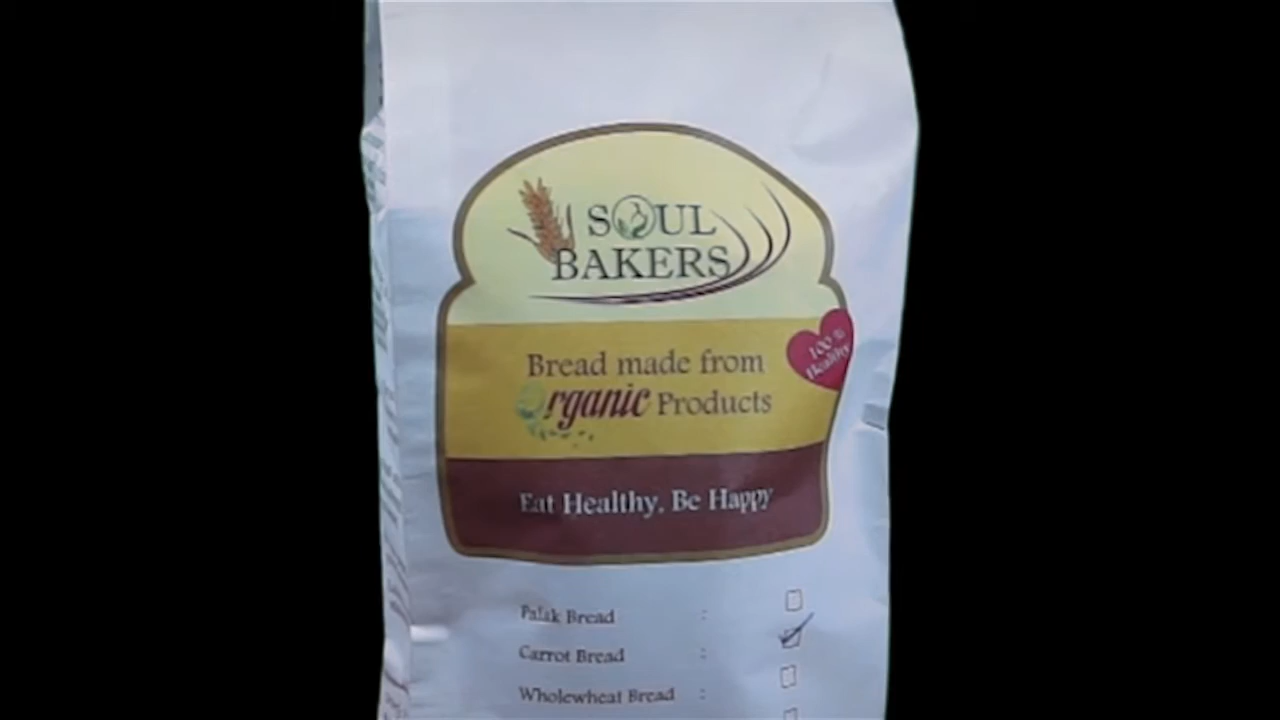 SOUL
BAKERS
Bread made from
Organic Products
100 %
Healthy
Eat Healthy, Be Happy
Palak Bread :
Carrot Bread :
Wholewheat Bread :